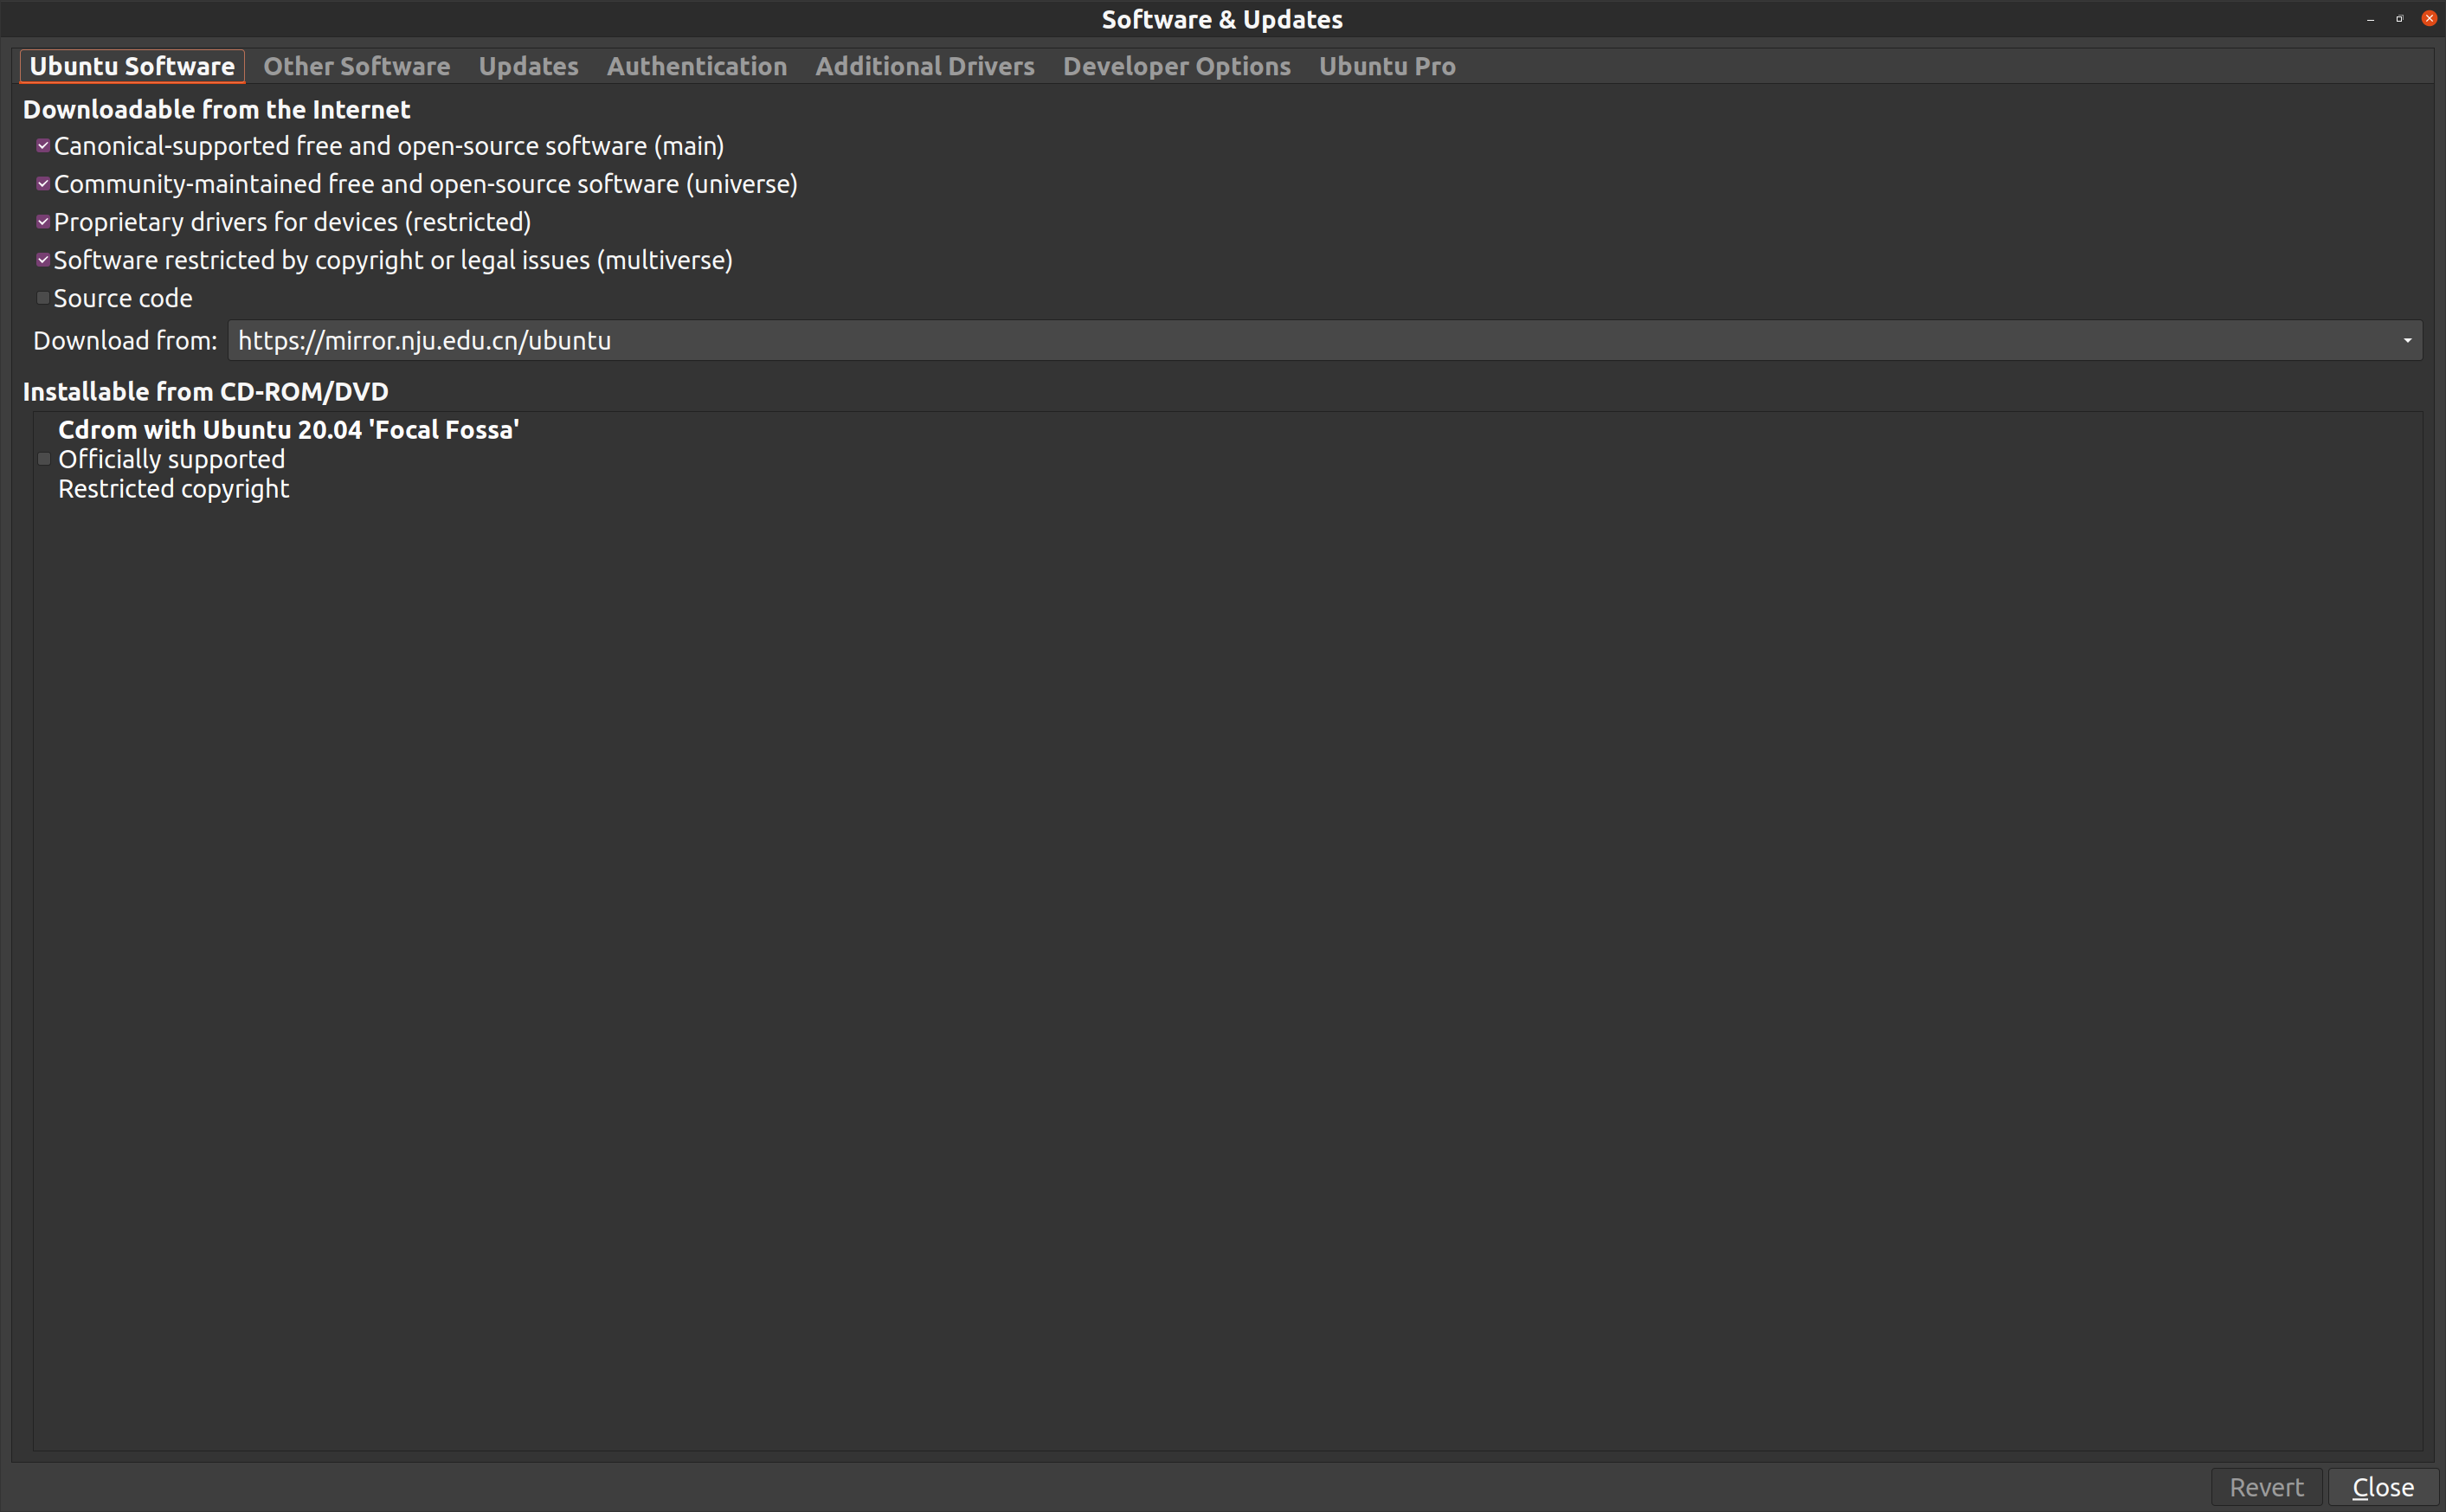 Software & Updates
Ubuntu Software Other Software Updates Authentication Additional Drivers Developer Options Ubuntu Pro
Downloadable from the Internet
Canonical-supported free and open-source software (main)
Community-maintained free and open-source software (universe)
Proprietary drivers for devices (restricted)
Software restricted by copyright or legal issues (multiverse)
Source code
Download from: https://mirror.nju.edu.cn/ubuntu
Installable from CD-ROM/DVD
Cdrom with Ubuntu 20.04 'Focal Fossa'
Officially supported
Restricted copyright
Revert Close